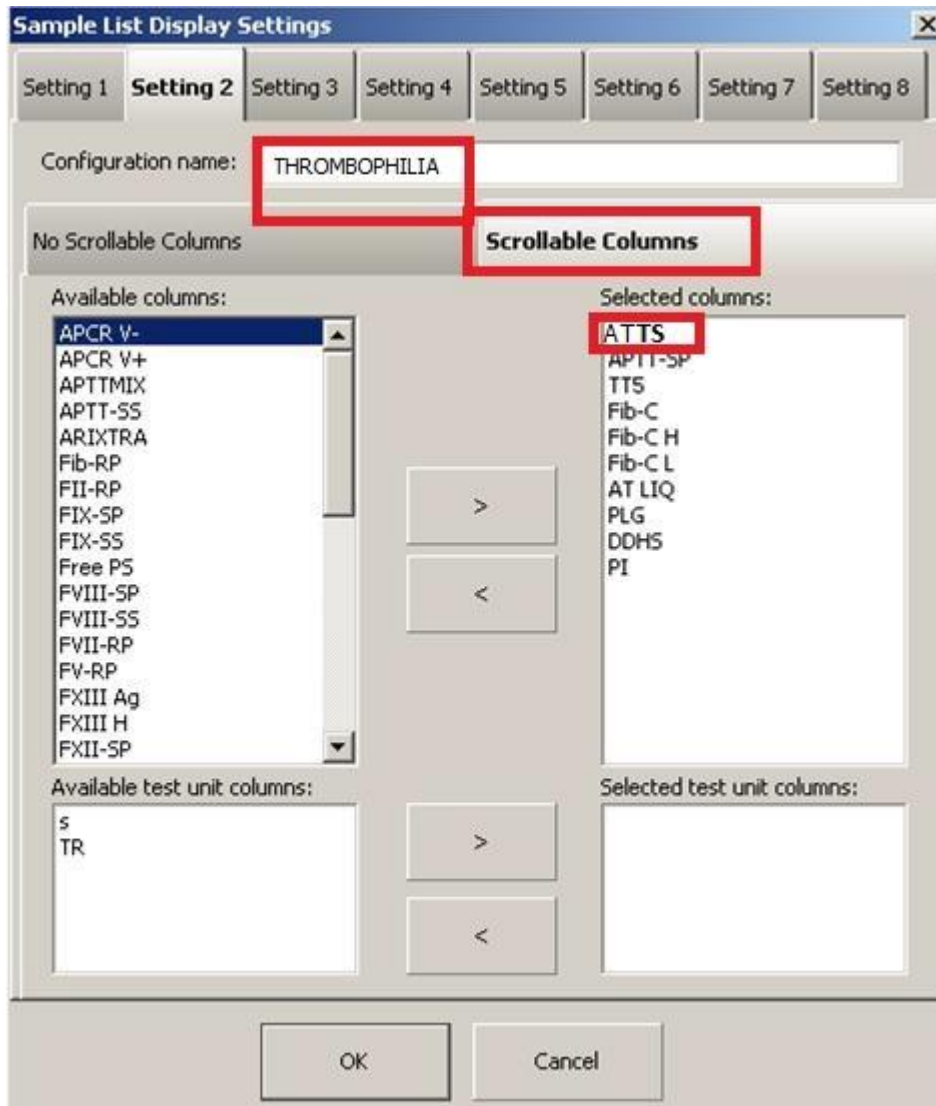 Sample List Display Settings
Setting 1 Setting 2 Setting 3 Setting 4 Setting 5 Setting 6 Setting 7 Setting 8
Configuration name: THROMBOPHILIA
No Scrollable Columns Scrollable Columns
Available columns:
APCR V-
APCR V+
APTTMIX
APTT-SS
ARIXTRA
Fib-RP
FII-RP
FIX-SP
FIX-SS
Free PS
FVIII-SP
FVIII-SS
FVII-RP
FV-RP
FXIII Ag
FXIII H
FXII-SP
>
<
Selected columns:
ATTS
APTT-SP
TT5
Fib-C
Fib-C H
Fib-C L
AT LIQ
PLG
DDHS
PI
Available test unit columns:
s
TR
>
<
Selected test unit columns:
OK Cancel